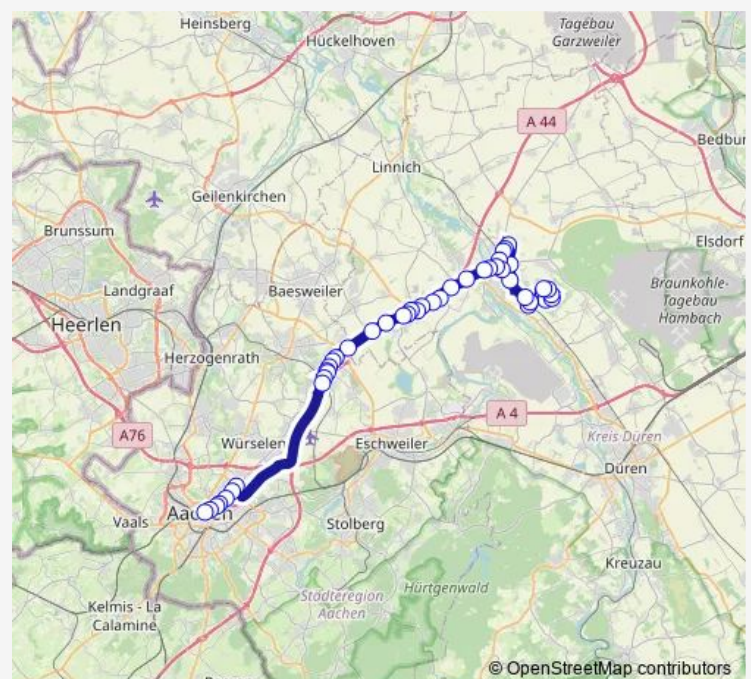 Heinsberg
Hückelhoven
Tagebau
Garzweiler
A 44
Bedbur
Linnich
Geilenkirchen
Brunssum
Elsdorf
Landgraaf
Baesweiler
Braunkohle-
Tagebau
Hambach
Heerlen
Herzogenrath
A76
A 4
Würselen
Eschweiler
Kreis Düren
Düren
Aachen
Vaals
Stolberg
Kreuzau
Hürtgenwald
Städteregion
Aachen
Kelmis - La
Calamine
© OpenStreetMap contributors